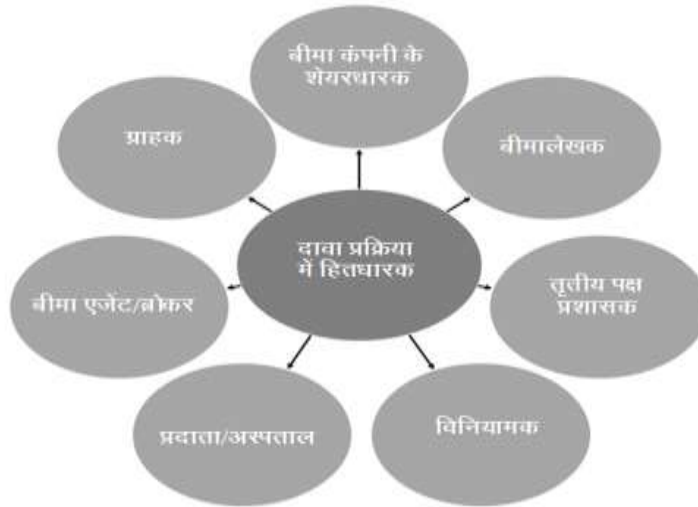 बीमा कंपनी के
शेयरधारक
ग्राहक
बीमालेखक
दावा प्रक्रिया
में हितधारक
बीमा एजेंट/ब्रोकर
तृतीय पक्ष
प्रशासक
प्रदाता/अस्पताल
विनियामक